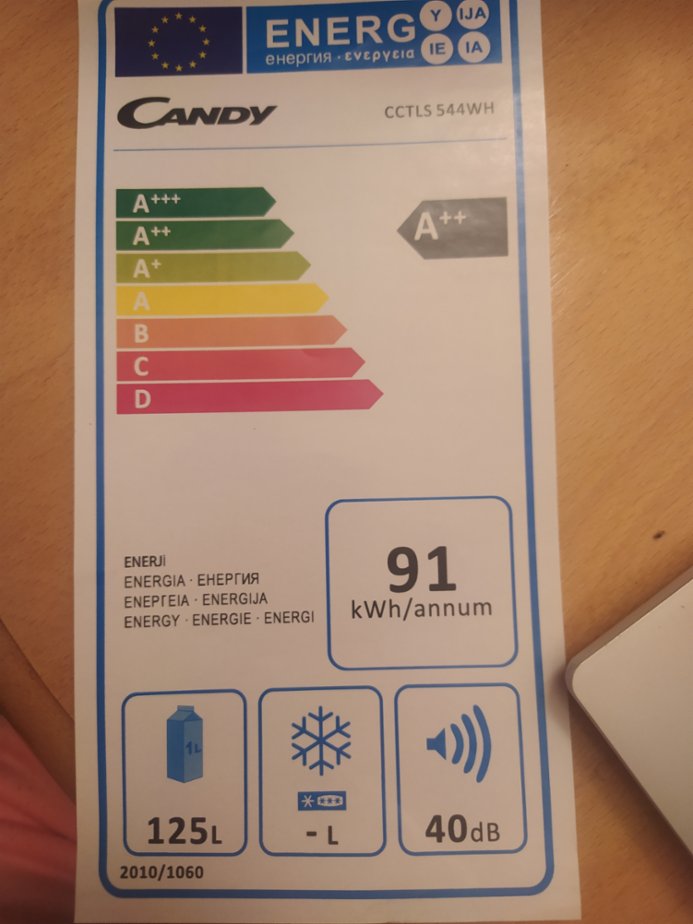 ENERG Y IJA
енергия · ενεργεια IE IA
CANDY CCTLS 544WH
A+++
A++ A++
A+
A
B
C
D
ENERJİ
ENERGIA · ЕНЕРГИЯ
ΕΝΕΡΓΕΙΑ · ENERGIJA
ENERGY · ENERGIE · ENERGI
91
kWh/annum
1L
125L - L 40dB
2010/1060